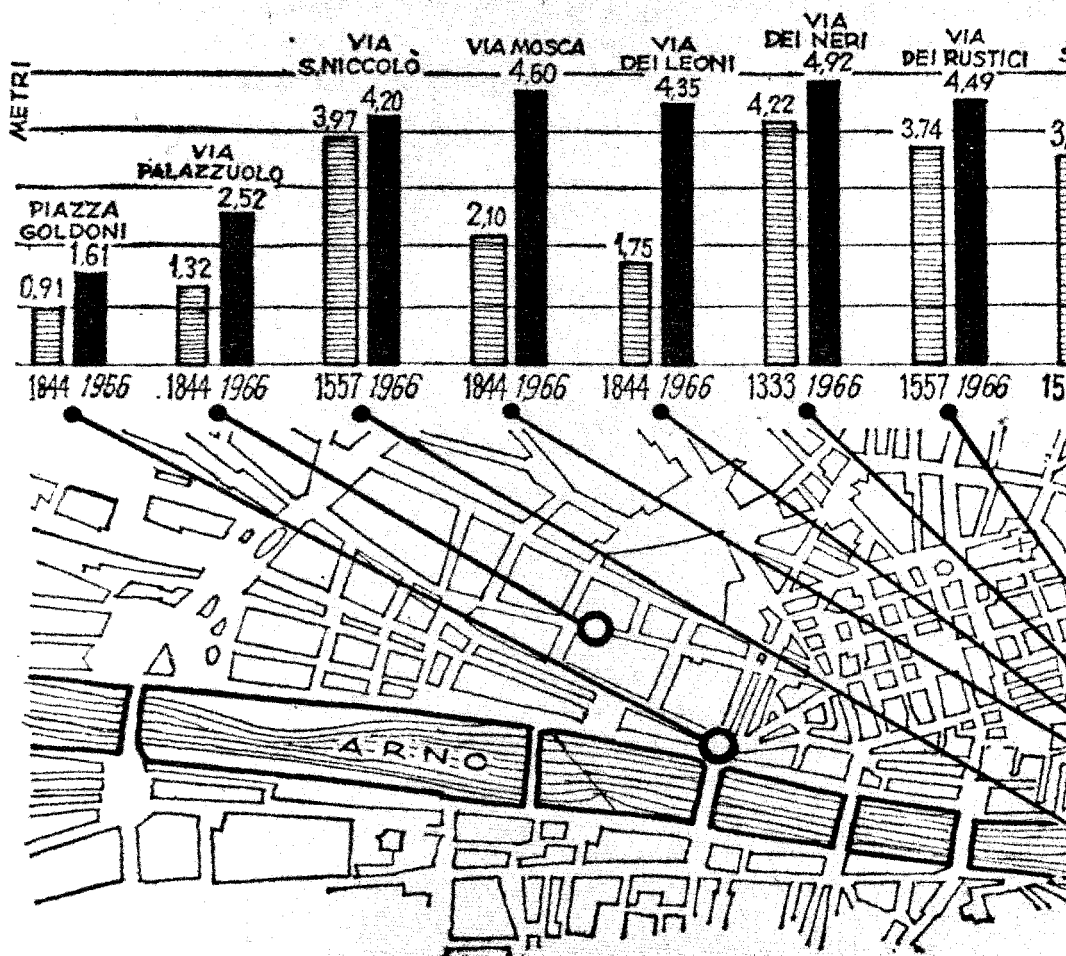 METRI
PIAZZA
GOLDONI
1.61
0,91
1844 1966
VIA
PALAZZUOLO
2,52
1,32
1844 1966
VIA
S.NICCOLÒ
3,97 4,20
1557 1966
VIA MOSCA
4.60
2,10
1844 1966
VIA
DEI LEONI
4,35
1,75
1844 1966
VIA
DEI NERI
4,92
4,22
1333 1966
VIA
DEI RUSTICI
4,49
3.74
1557 1966
A-R-N-O